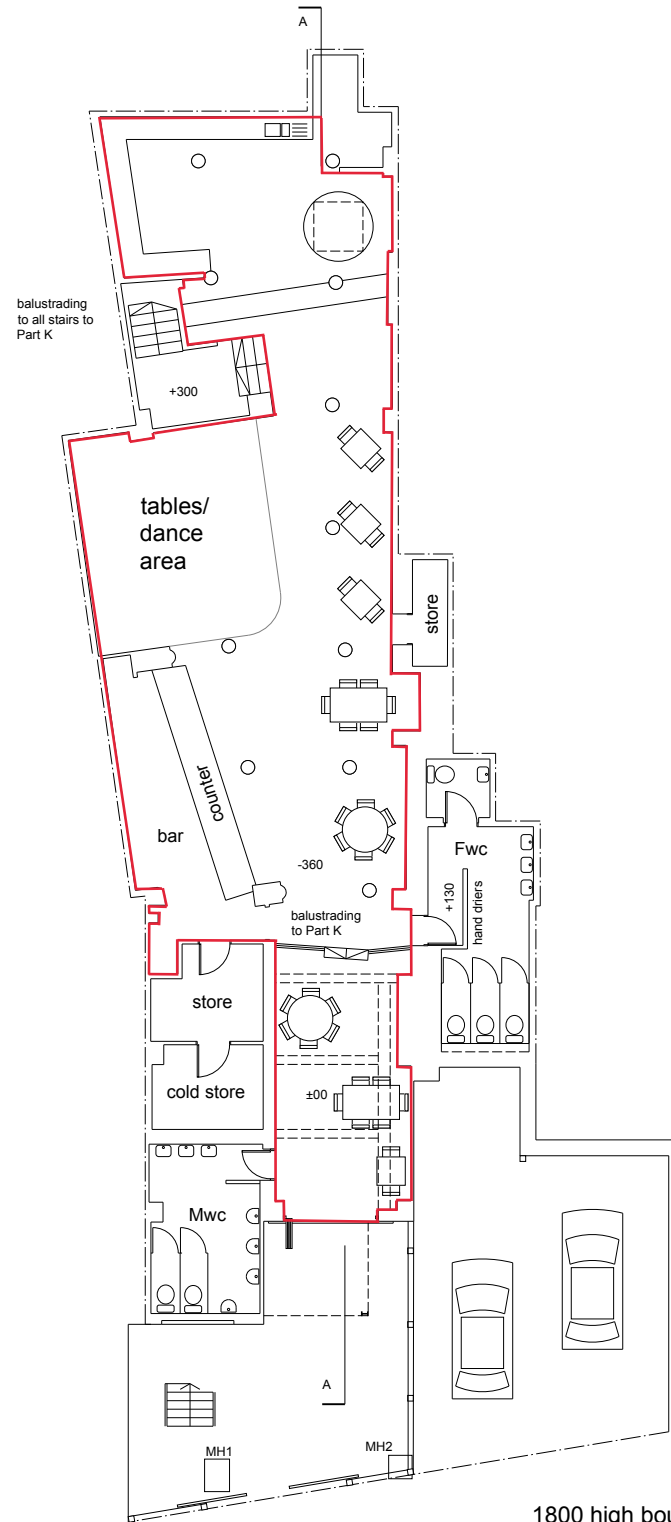 A
balustrading
to all stairs to
Part K
+300
tables/
dance
area
store
counter
bar
Fwc
-360
+130
hand driers
balustrading
to Part K
store
cold store
±00
Mwc
A
MH1
MH2
1800 high bou